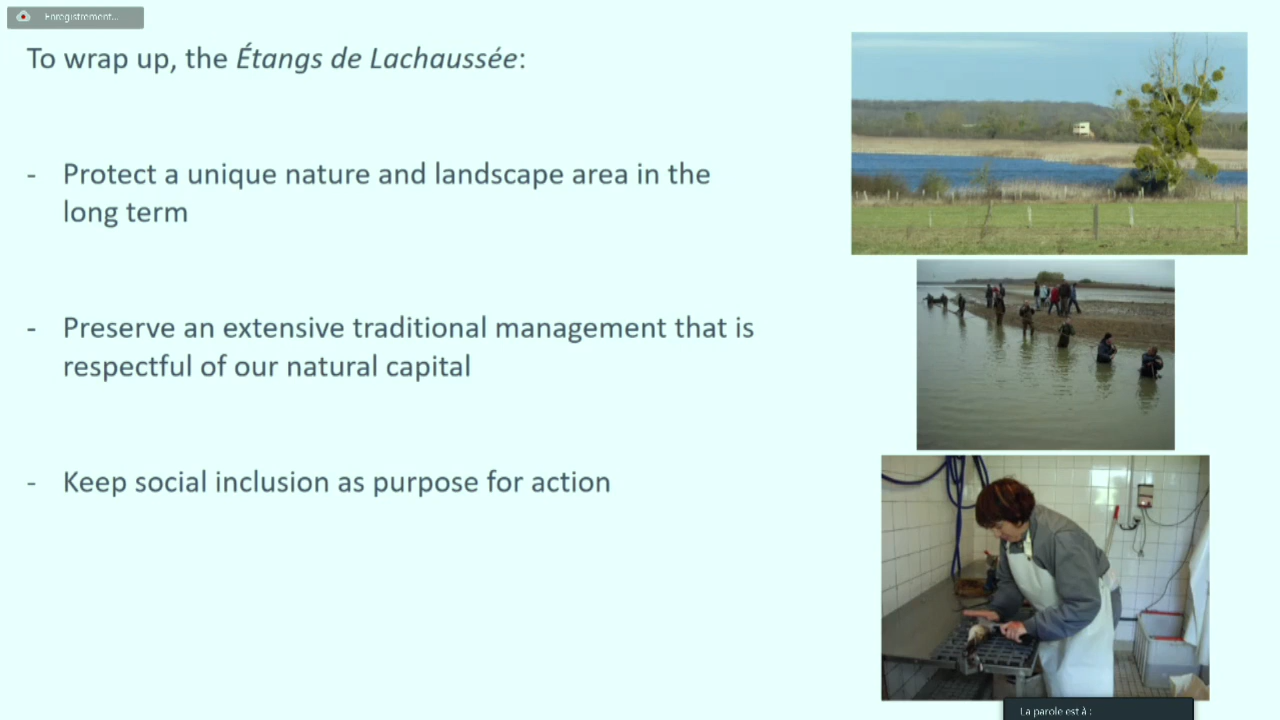 Enregistrement...
To wrap up, the Étangs de Lachaussée:
- Protect a unique nature and landscape area in the
long term
- Preserve an extensive traditional management that is
respectful of our natural capital
- Keep social inclusion as purpose for action
La parole est à :